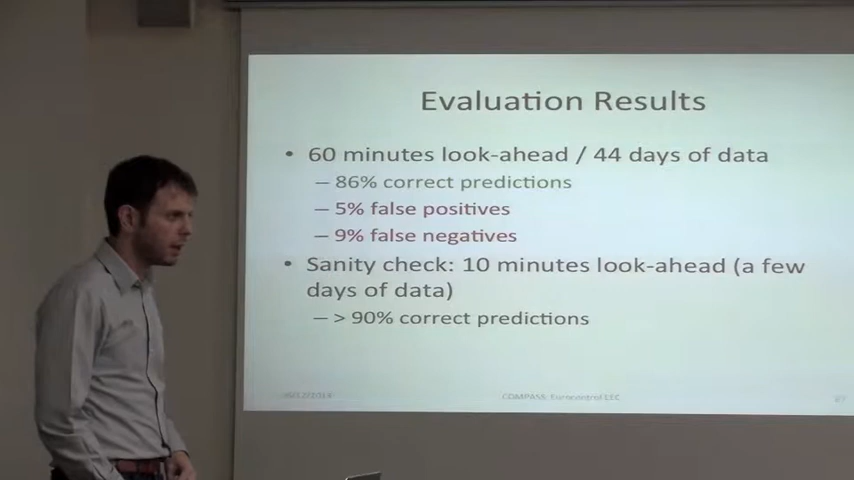 Evaluation Results
• 60 minutes look-ahead / 44 days of data
– 86% correct predictions
– 5% false positives
– 9% false negatives
• Sanity check: 10 minutes look-ahead (a few
days of data)
– > 90% correct predictions
COMPASS: Eurocontrol EEC